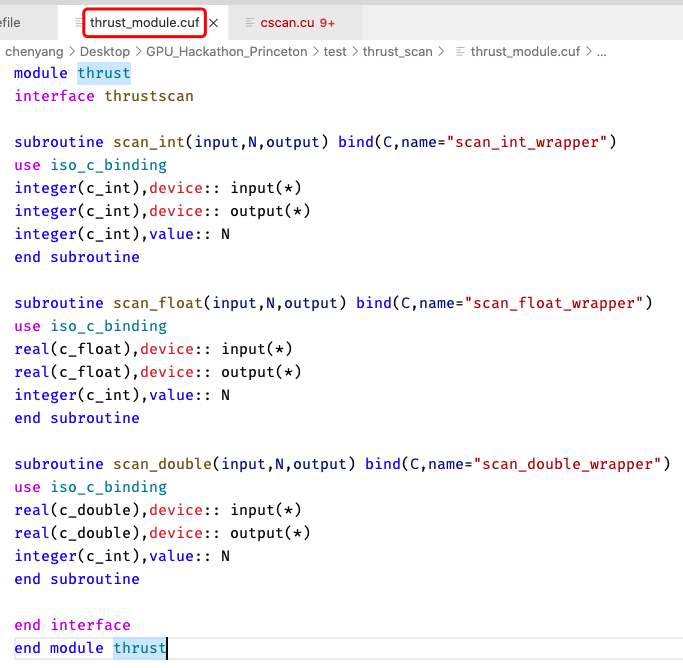 efile thrust_module.cuf × cscan.cu 9+
chenyang > Desktop > GPU_Hackathon_Princeton > test > thrust_scan > thrust_module.cuf > ...
module thrust
interface thrustscan
subroutine scan_int(input,N,output) bind(C,name="scan_int_wrapper")
use iso_c_binding
integer(c_int),device:: input(*)
integer(c_int),device:: output(*)
integer(c_int),value:: N
end subroutine
subroutine scan_float(input,N,output) bind(C,name="scan_float_wrapper")
use iso_c_binding
real(c_float),device:: input(*)
real(c_float),device:: output(*)
integer(c_int),value:: N
end subroutine
subroutine scan_double(input,N,output) bind(C,name="scan_double_wrapper")
use iso_c_binding
real(c_double),device:: input(*)
real(c_double),device:: output(*)
integer(c_int),value:: N
end subroutine
end interface
end module thrust